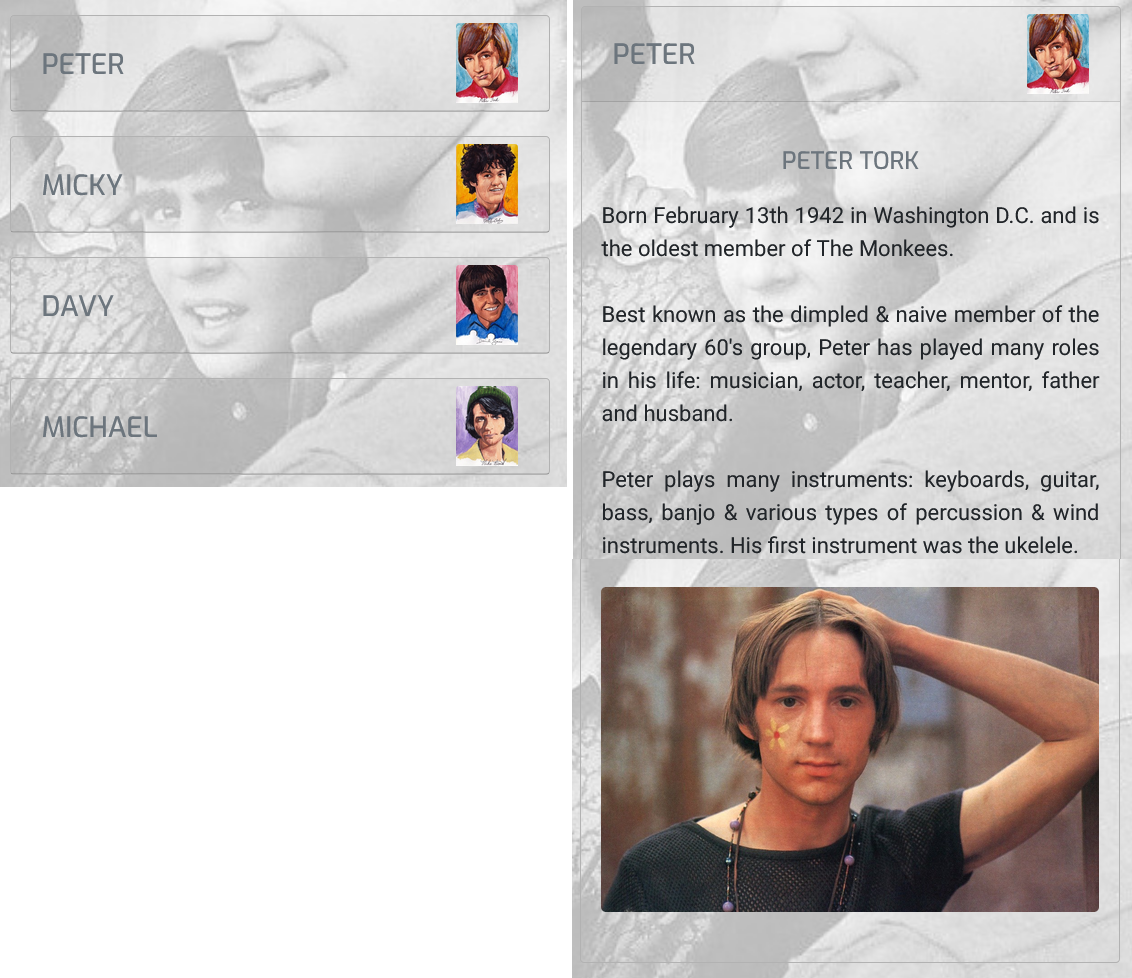 PETER
MICKY
DAVY
MICHAEL
PETER
PETER TORK
Born February 13th 1942 in Washington D.C. and is
the oldest member of The Monkees.
Best known as the dimpled & naive member of the
legendary 60's group, Peter has played many roles
in his life: musician, actor, teacher, mentor, father
and husband.
Peter plays many instruments: keyboards, guitar,
bass, banjo & various types of percussion & wind
instruments. His first instrument was the ukelele.